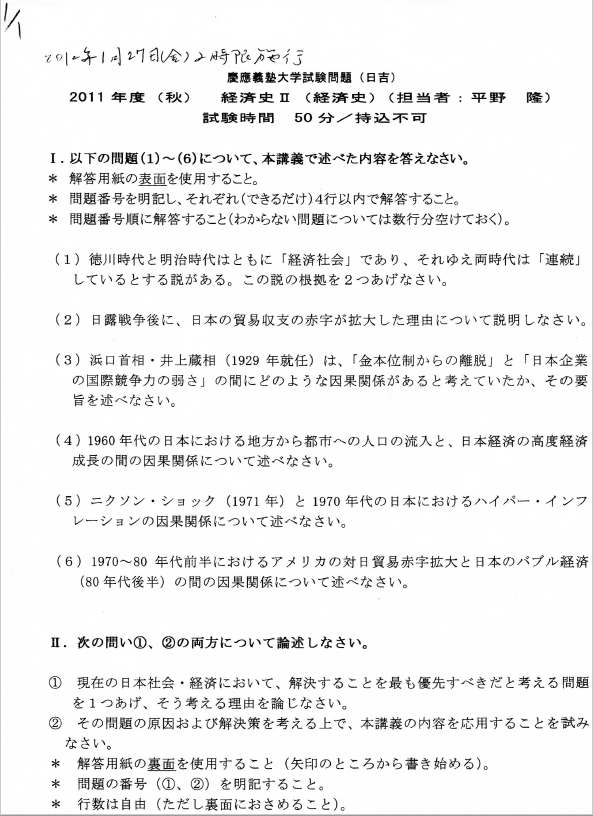 1/1
2012年1月27日(金)2時限施行
慶應義塾大学試験問題（日吉）
2011 年度（秋）　経済史Ⅱ（経済史）（担当者：平野　隆）
試験時間　50 分／持込不可
Ⅰ．以下の問題（1）～（6）について、本講義で述べた内容を答えなさい。
＊ 解答用紙の表面を使用すること。
＊ 問題番号を明記し、それぞれ（できるだけ）4行以内で解答すること。
＊ 問題番号順に解答すること（わからない問題については数行分空けておく）。
（１）徳川時代と明治時代はともに「経済社会」であり、それゆえ両時代は「連続」
しているとする説がある。この説の根拠を２つあげなさい。
（２）日露戦争後に、日本の貿易収支の赤字が拡大した理由について説明しなさい。
（３）浜口首相・井上蔵相（1929 年就任）は、「金本位制からの離脱」と「日本企業
の国際競争力の弱さ」の間にどのような因果関係があると考えていたか、その要
旨を述べなさい。
（４）1960 年代の日本における地方から都市への人口の流入と、日本経済の高度経済
成長の間の因果関係について述べなさい。
（５）ニクソン・ショック（1971 年）と 1970 年代の日本におけるハイパー・インフ
レーションの因果関係について述べなさい。
（６）1970～80 年代前半におけるアメリカの対日貿易赤字拡大と日本のバブル経済
（80 年代後半）の間の因果関係について述べなさい。
Ⅱ．次の問い①、②の両方について論述しなさい。
①　現在の日本社会・経済において、解決することを最も優先すべきだと考える問題
を１つあげ、そう考える理由を論じなさい。
②　その問題の原因および解決策を考える上で、本講義の内容を応用することを試み
なさい。
＊　解答用紙の裏面を使用すること（矢印のところから書き始める）。
＊　問題の番号（①、②）を明記すること。
＊　行数は自由（ただし裏面におさめること）。